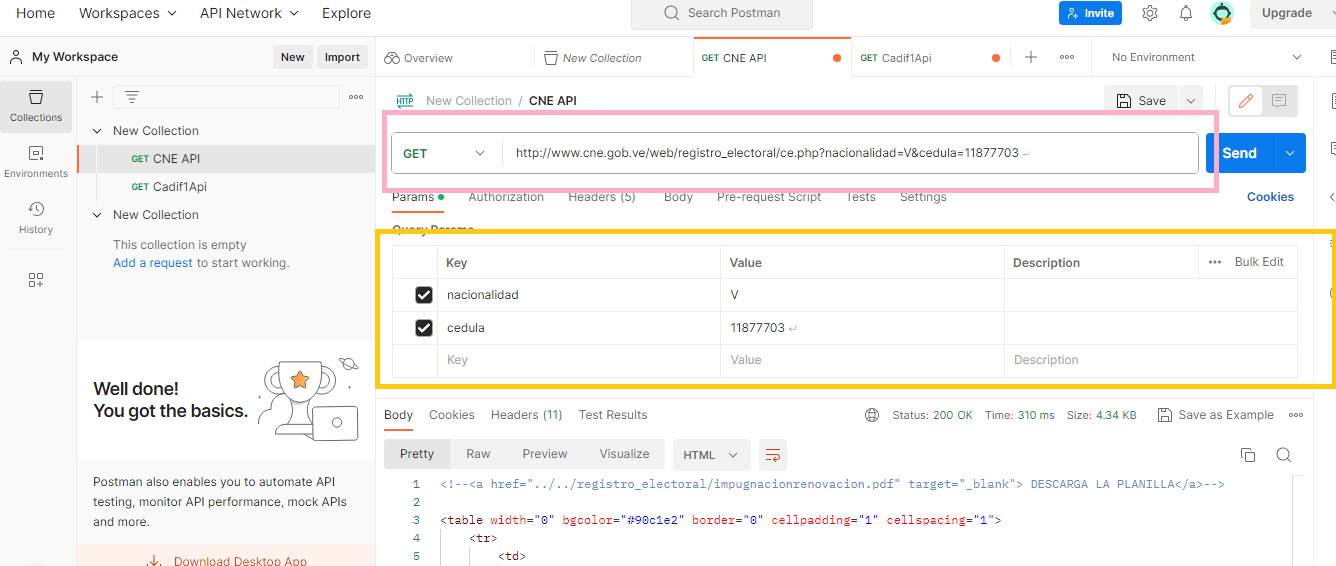 Home Workspaces API Network Explore Search Postman Invite Upgrade
My Workspace New Import Overview New Collection GET CNE API GET Cadif1Api No Environment
Collections
Environments
History
New Collection
GET CNE API
GET Cadif1Api
New Collection
This collection is empty
Add a request to start working.
Well done!
You got the basics.
Postman also enables you to automate API
testing, monitor API performance, mock APIs
and more.
Download Desktop App
HTTP New Collection / CNE API Save
GET http://www.cne.gob.ve/web/registro_electoral/ce.php?nacionalidad=V&cedula=11877703 Send
Params Authorization Headers (5) Body Pre-request Script Tests Settings Cookies
Query Params
Key Value Description Bulk Edit
nacionalidad V
cedula 11877703
Key Value Description
Body Cookies Headers (11) Test Results Status: 200 OK Time: 310 ms Size: 4.34 KB Save as Example
Pretty Raw Preview Visualize HTML
1 <!--<a href="../../registro_electoral/impugnacionrenovacion.pdf" target="_blank"> DESCARGA LA PLANILLA</a>-->
2
3 <table width="0" bgcolor="#90c1e2" border="0" cellpadding="1" cellspacing="1">
4 <tr>
5 <td>